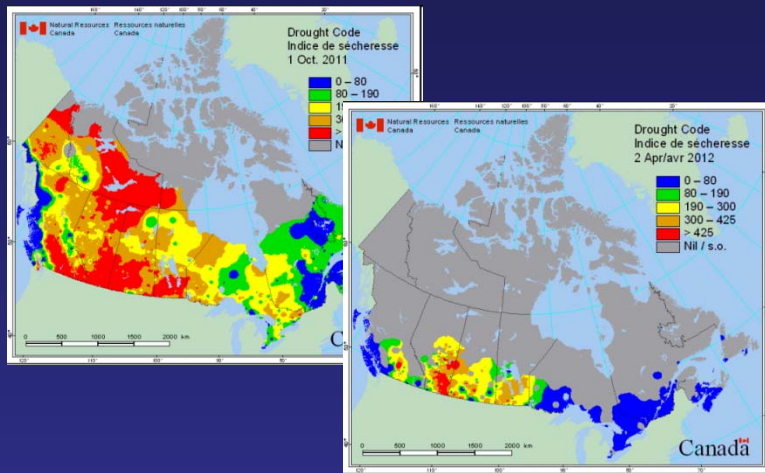 Natural Resources Ressources naturelles
Canada Canada
Drought Code
Indice de sécheresse
1 Oct. 2011
0 – 80
80 – 190
0 500 1000 1500 2000 km
Natural Resources Ressources naturelles
Canada Canada
Drought Code
Indice de sécheresse
2 Apr/avr 2012
0 – 80
80 – 190
190 – 300
300 – 425
> 425
Nil / s.o.
0 500 1000 1500 2000 km
Canada